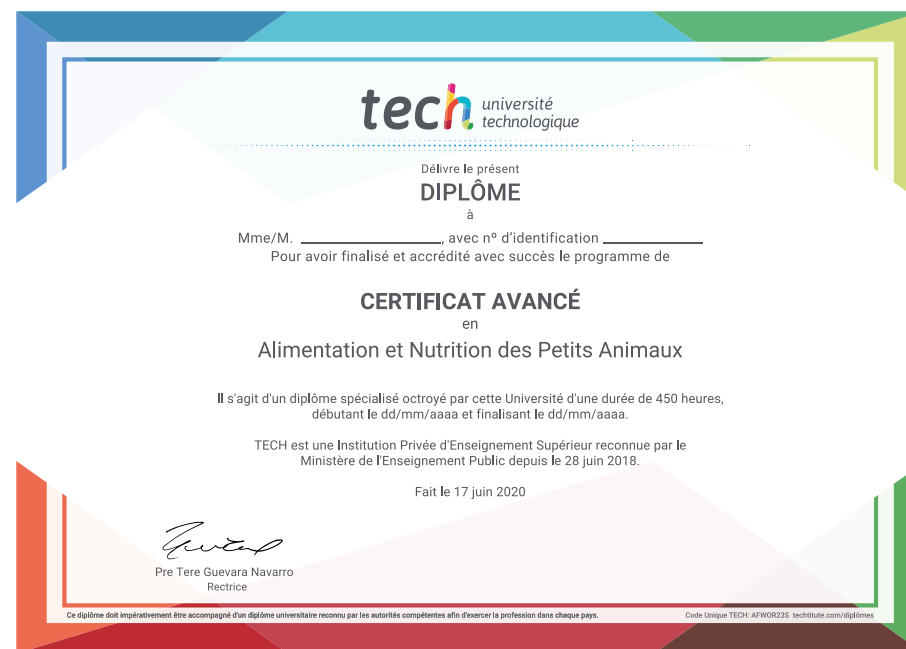 tech université
technologique
Délivre le présent
DIPLÔME
à
Mme/M. ____________________, avec nº d'identification ______________
Pour avoir finalisé et accrédité avec succès le programme de
CERTIFICAT AVANCÉ
en
Alimentation et Nutrition des Petits Animaux
Il s'agit d'un diplôme spécialisé octroyé par cette Université d'une durée de 450 heures,
débutant le dd/mm/aaaa et finalisant le dd/mm/aaaa.
TECH est une Institution Privée d'Enseignement Supérieur reconnue par le
Ministère de l'Enseignement Public depuis le 28 juin 2018.
Fait le 17 juin 2020
Pre Tere Guevara Navarro
Rectrice
Ce diplôme doit impérativement être accompagné d'un diplôme universitaire reconnu par les autorités compétentes afin d'exercer la profession dans chaque pays.
Code Unique TECH: AFWOR23S techtitute.com/diplômes